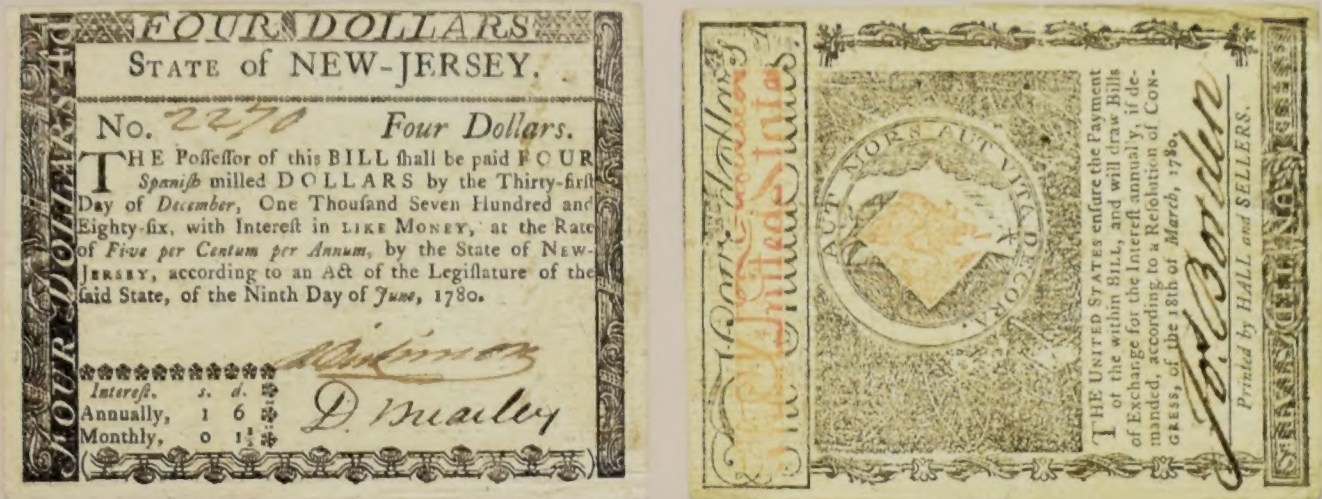 FOUR DOLLARS
FOUR DOLLARS
STATE of NEW-JERSEY.
No. 2270 Four Dollars.
THE Poſſeſſor of this BILL ſhall be paid FOUR
Spaniſh milled DOLLARS by the Thirty-firſt
Day of December, One Thouſand Seven Hundred and
Eighty-ſix, with Intereſt in LIKE MONEY, at the Rate
of Five per Centum per Annum, by the State of NEW-
JERSEY, according to an Act of the Legiſlature of the
ſaid State, of the Ninth Day of June, 1780.
Intereſt. s. d.
Annually, 1 6
Monthly, 0 1½
D. Brearley
Four Dollars.
The United States.
AUT MORS AUT VITA DECORA.
THE UNITED STATES enſure the Payment
of the within BILL, and will draw Bills
of Exchange for the Intereſt annually, if de-
manded, according to a Reſolution of CON-
GRESS, of the 18th of March, 1780.
Jos. Borden
Printed by HALL and SELLERS.
UNITED STATES